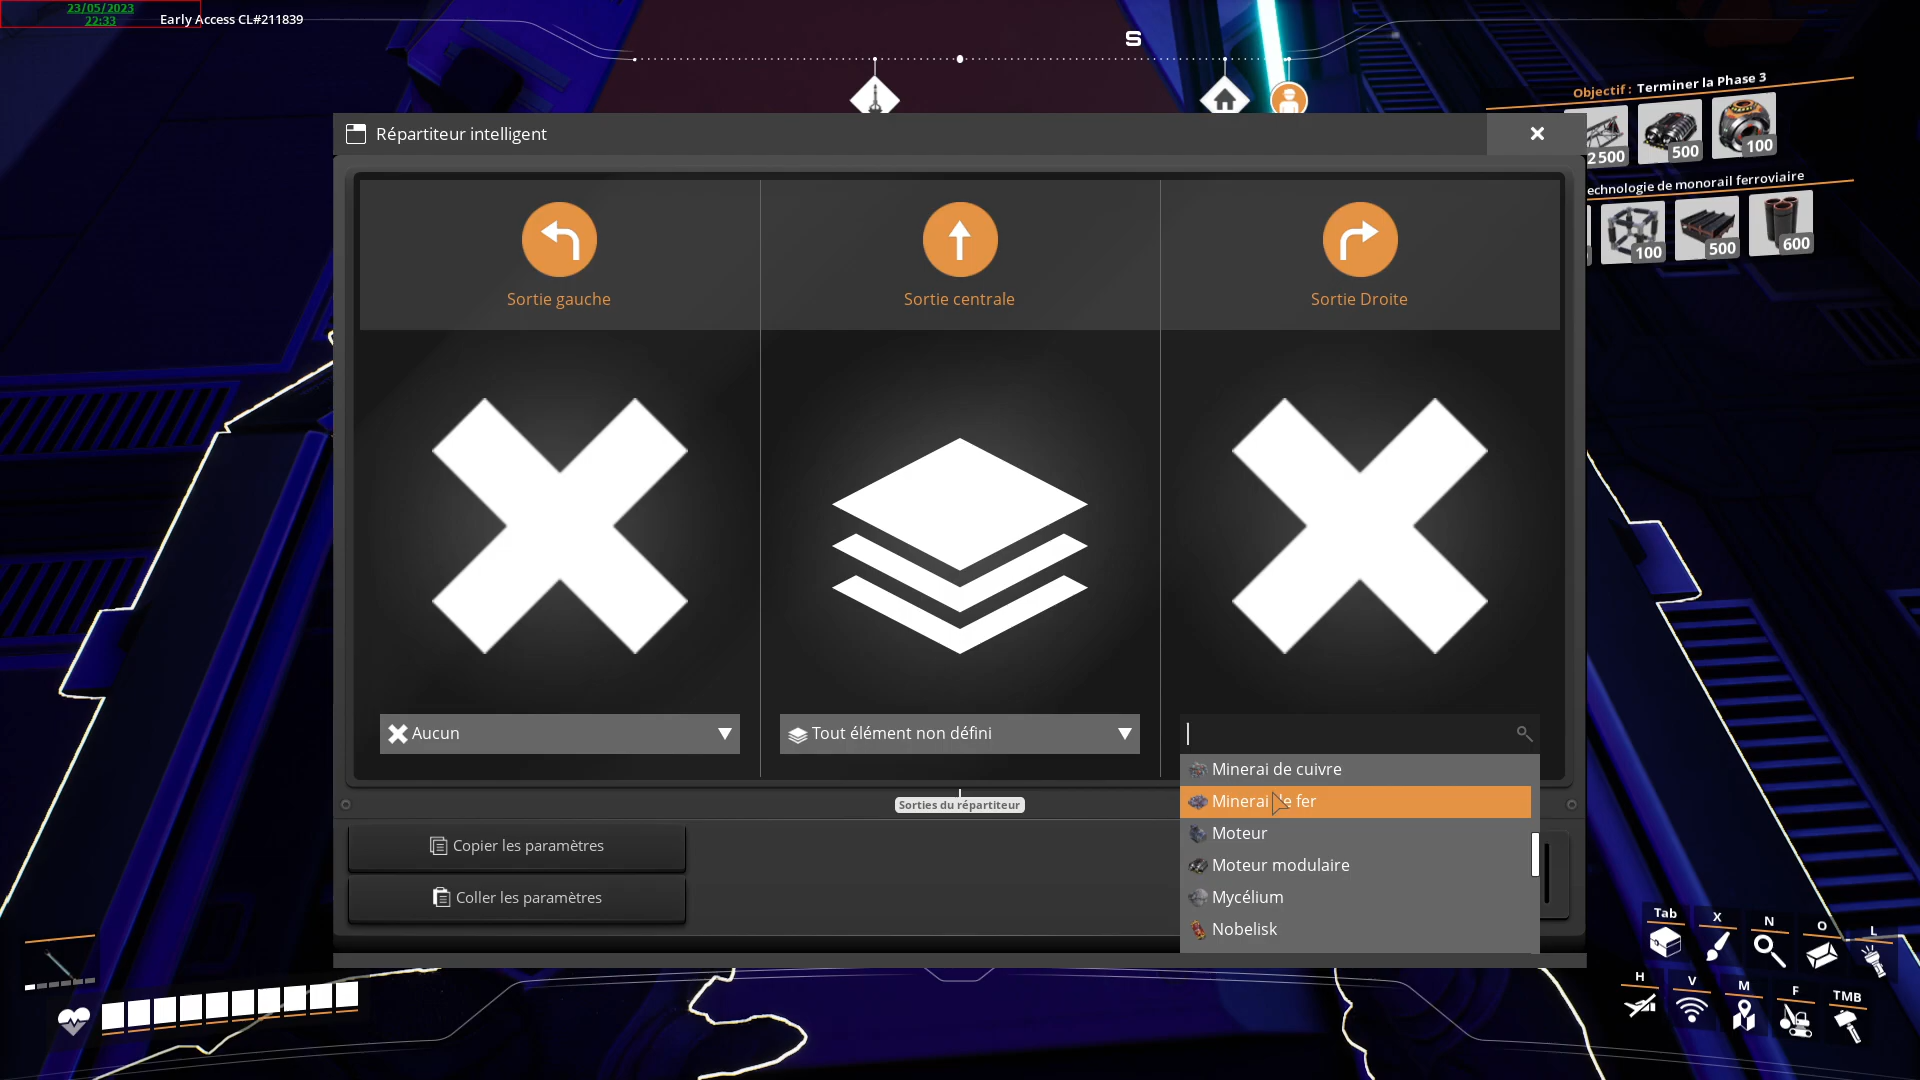 23/05/2023
22:33
Early Access CL#211839
S
Objectif : Terminer la Phase 3
2 500
500
100
echnologie de monorail ferroviaire
100
500
600
Répartiteur intelligent
Sortie gauche
Sortie centrale
Sortie Droite
Aucun
Tout élément non défini
Minerai de cuivre
Minerai de fer
Moteur
Moteur modulaire
Mycélium
Nobelisk
Sorties du répartiteur
Copier les paramètres
Coller les paramètres
Tab
X
N
O
L
H
V
M
F
TMB